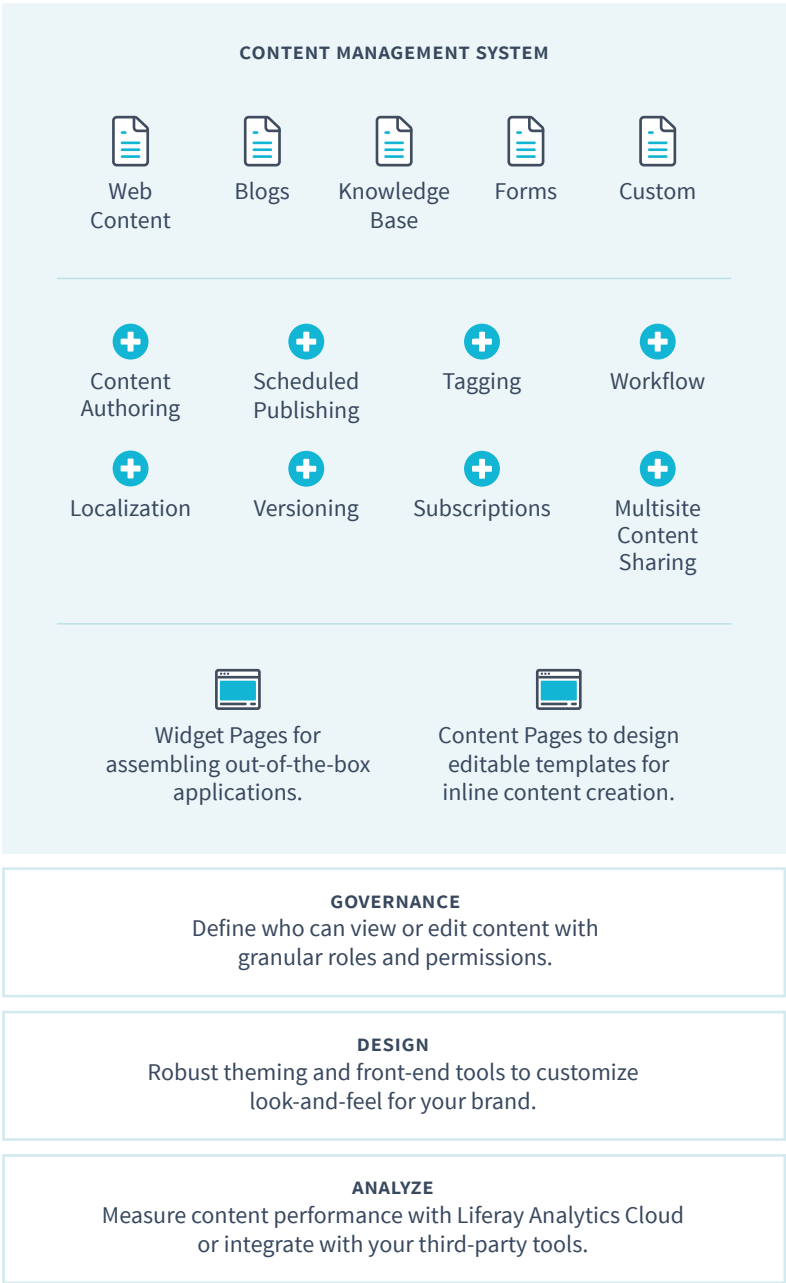 CONTENT MANAGEMENT SYSTEM
Web
Content
Blogs
Knowledge
Base
Forms
Custom
Content
Authoring
Scheduled
Publishing
Tagging
Workflow
Localization
Versioning
Subscriptions
Multisite
Content
Sharing
Widget Pages for
assembling out-of-the-box
applications.
Content Pages to design
editable templates for
inline content creation.
GOVERNANCE
Define who can view or edit content with
granular roles and permissions.
DESIGN
Robust theming and front-end tools to customize
look-and-feel for your brand.
ANALYZE
Measure content performance with Liferay Analytics Cloud
or integrate with your third-party tools.